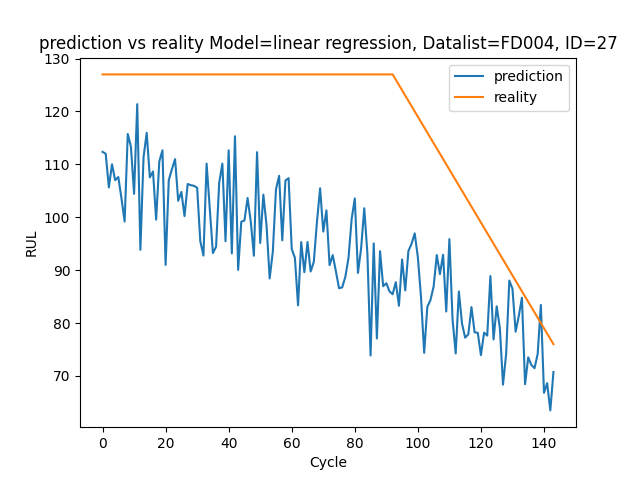 prediction vs reality Model=linear regression, Datalist=FD004, ID=27
prediction
reality
130
120
110
100
90
80
70
RUL
0 20 40 60 80 100 120 140
Cycle